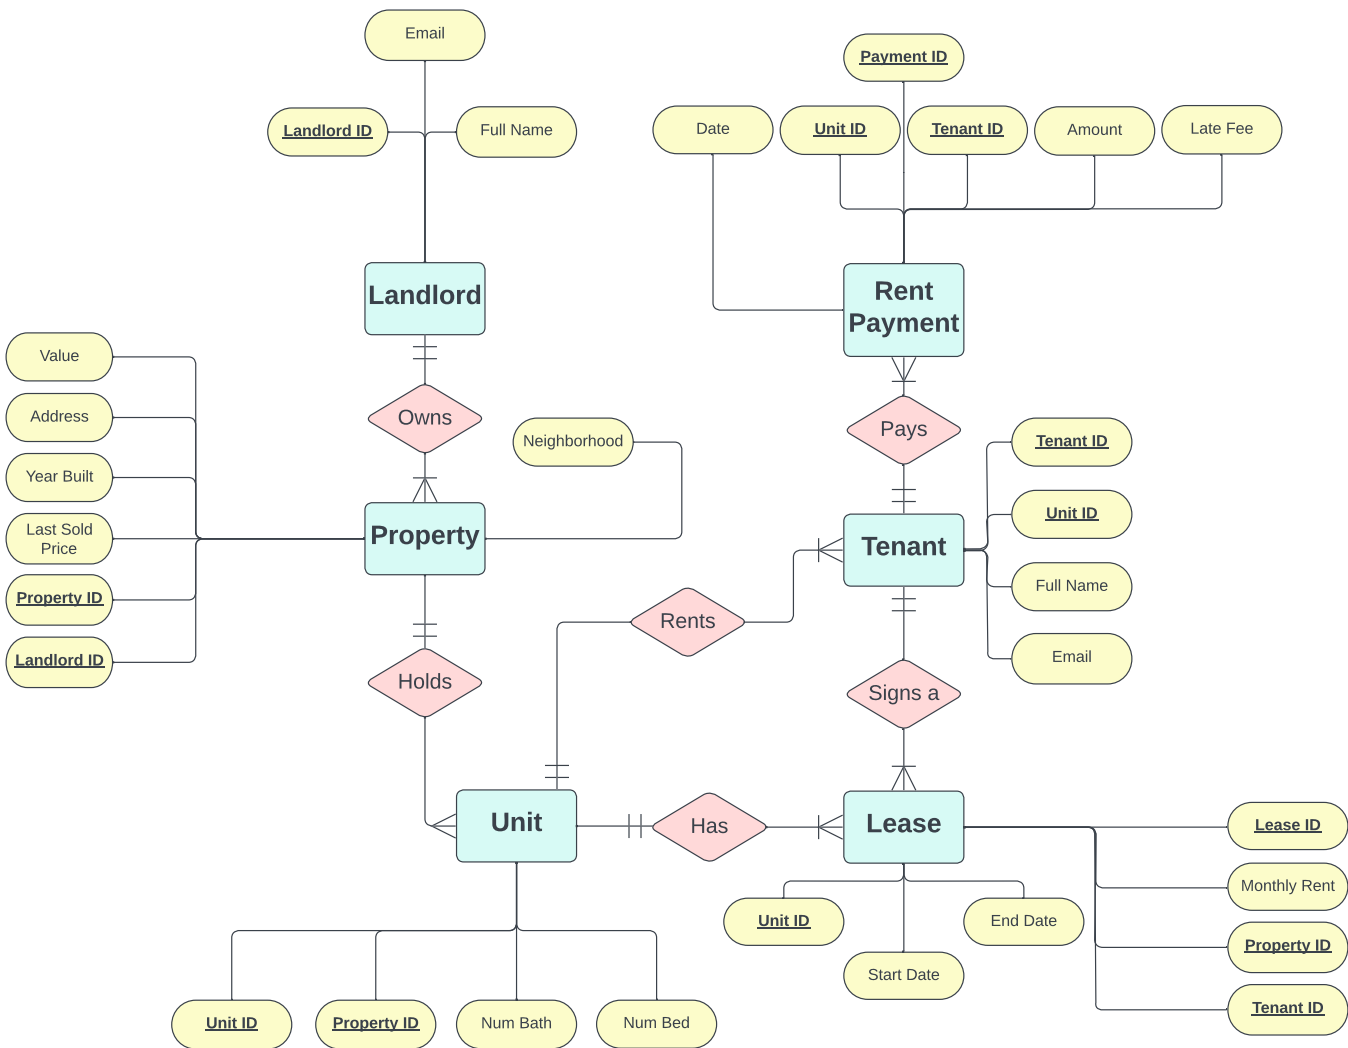 Email
Payment ID
Landlord ID
Full Name
Date
Unit ID
Tenant ID
Amount
Late Fee
Landlord
Rent
Payment
Value
Address
Owns
Neighborhood
Pays
Tenant ID
Year Built
Unit ID
Last Sold
Price
Property
Tenant
Property ID
Full Name
Rents
Landlord ID
Email
Holds
Signs a
Unit
Has
Lease
Lease ID
Monthly Rent
Unit ID
End Date
Property ID
Start Date
Tenant ID
Unit ID
Property ID
Num Bath
Num Bed